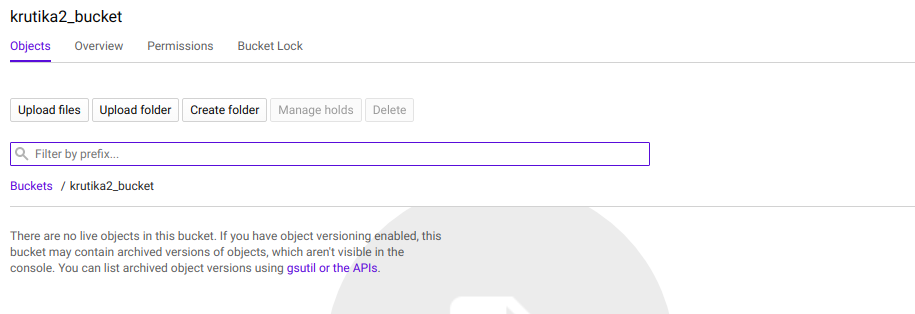 krutika2_bucket
Objects Overview Permissions Bucket Lock
Upload files Upload folder Create folder Manage holds Delete
Filter by prefix...
Buckets / krutika2_bucket
There are no live objects in this bucket. If you have object versioning enabled, this
bucket may contain archived versions of objects, which aren't visible in the
console. You can list archived object versions using gsutil or the APIs.